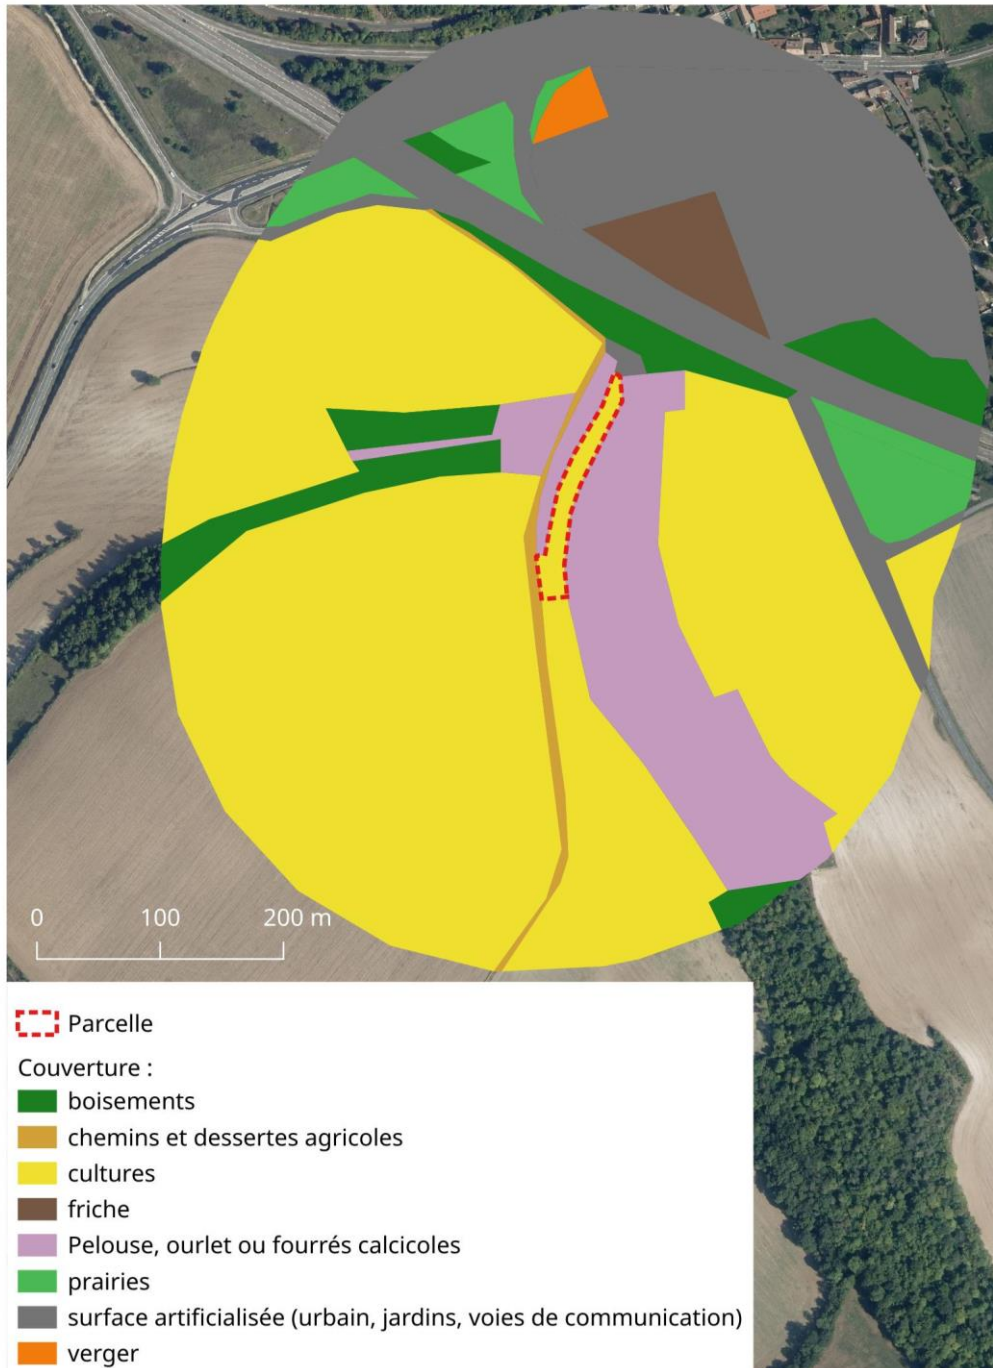 0 100 200 m
Parcelle
Couverture :
boisements
chemins et dessertes agricoles
cultures
friche
Pelouse, ourlet ou fourrés calcicoles
prairies
surface artificialisée (urbain, jardins, voies de communication)
verger